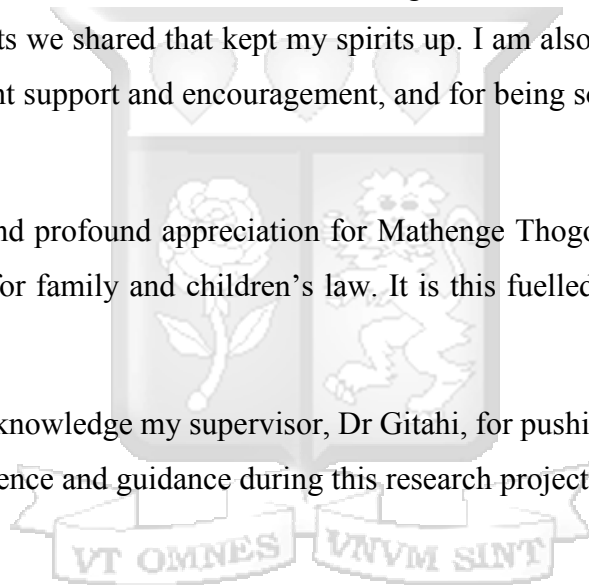 ts we shared that kept my spirits up. I am also
nt support and encouragement, and for being so
nd profound appreciation for Mathenge Thogo
for family and children's law. It is this fuelled
knowledge my supervisor, Dr Gitahi, for pushi
ence and guidance during this research project
VT OMNES VNVM SINT